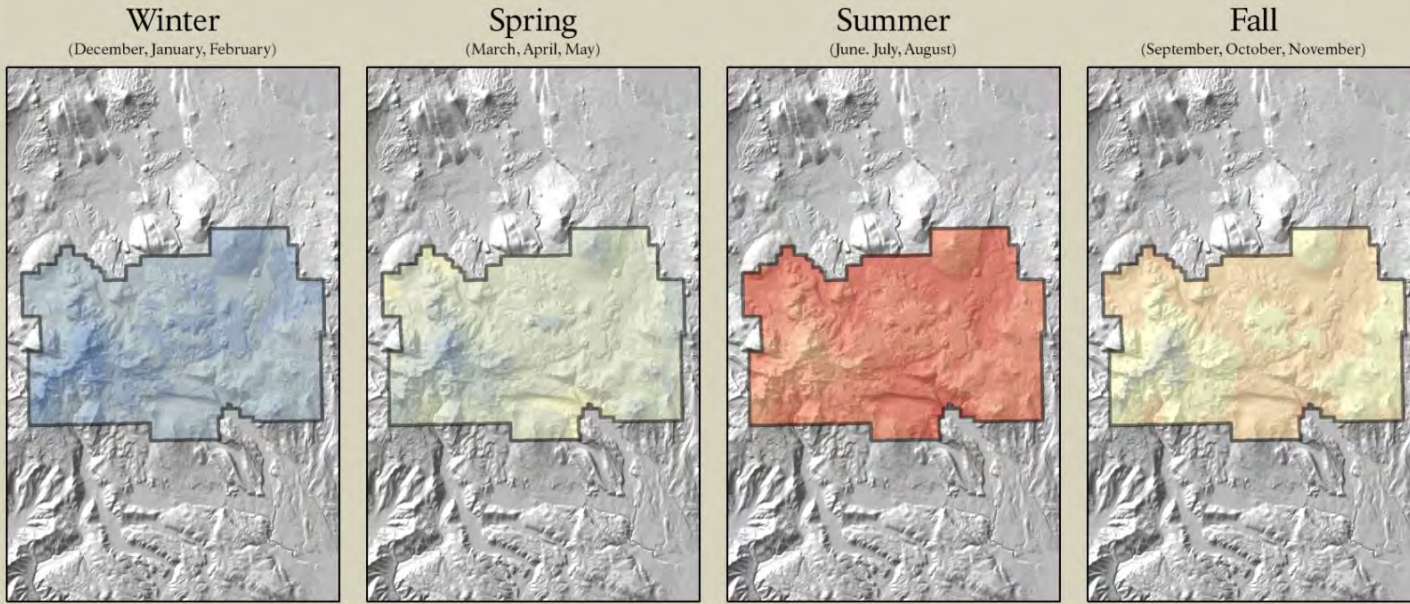 Winter
(December, January, February)
Spring
(March, April, May)
Summer
(June. July, August)
Fall
(September, October, November)